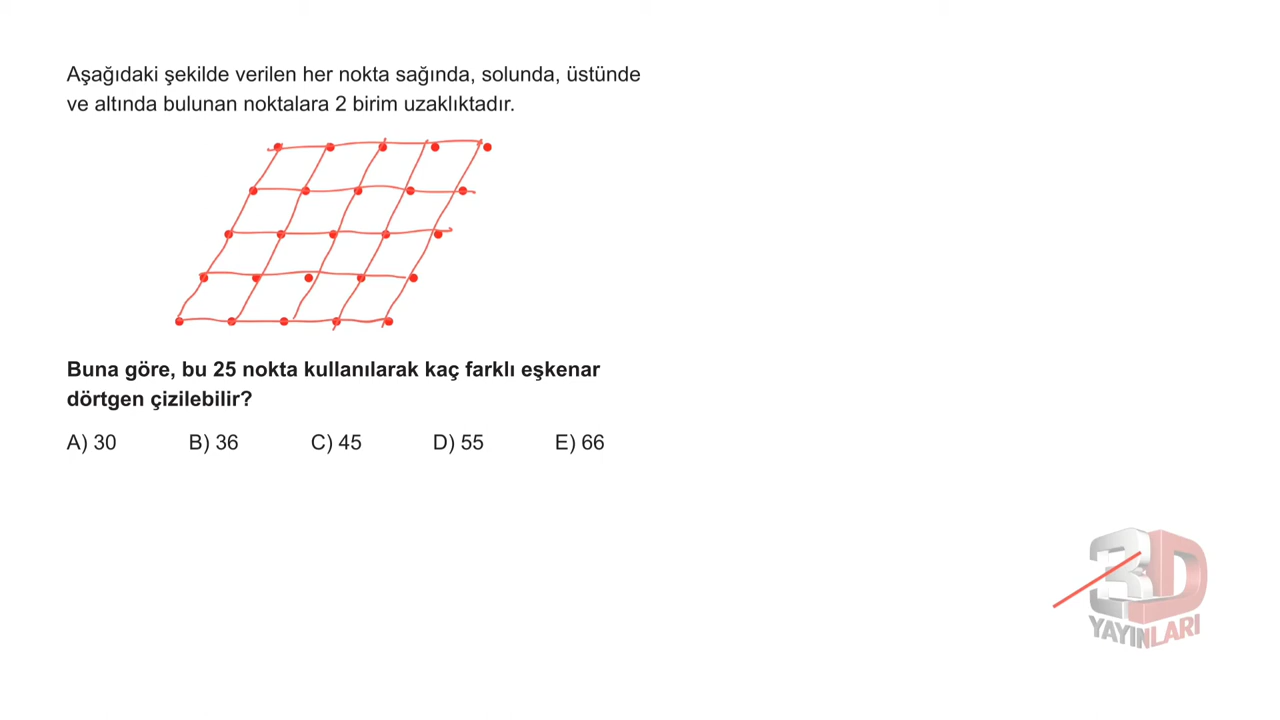 Aşağıdaki şekilde verilen her nokta sağında, solunda, üstünde
ve altında bulunan noktalara 2 birim uzaklıktadır.
Buna göre, bu 25 nokta kullanılarak kaç farklı eşkenar
dörtgen çizilebilir?
A) 30 B) 36 C) 45 D) 55 E) 66
3D
YAYINLARI